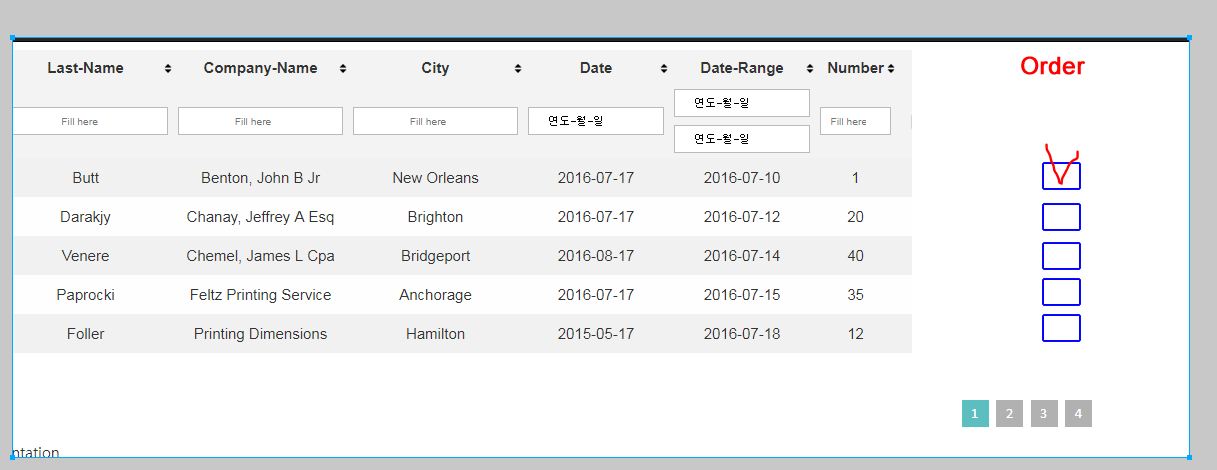 Last-Name Company-Name City Date Date-Range Number Order
연도-월-일
Fill here Fill here Fill here 연도-월-일 Fill here
연도-월-일
Butt Benton, John B Jr New Orleans 2016-07-17 2016-07-10 1
Darakjy Chanay, Jeffrey A Esq Brighton 2016-07-17 2016-07-12 20
Venere Chemel, James L Cpa Bridgeport 2016-08-17 2016-07-14 40
Paprocki Feltz Printing Service Anchorage 2016-07-17 2016-07-15 35
Foller Printing Dimensions Hamilton 2015-05-17 2016-07-18 12
1 2 3 4
ntation